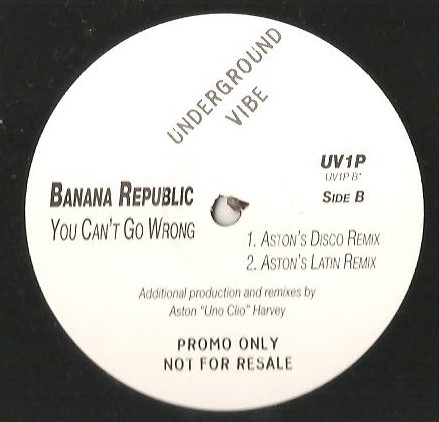 UNDERGROUND
VIBE
UV1P
UV1P B*
SIDE B
BANANA REPUBLIC
YOU CAN'T GO WRONG
1. ASTON'S DISCO REMIX
2. ASTON'S LATIN REMIX
Additional production and remixes by
Aston "Uno Clio" Harvey
PROMO ONLY
NOT FOR RESALE